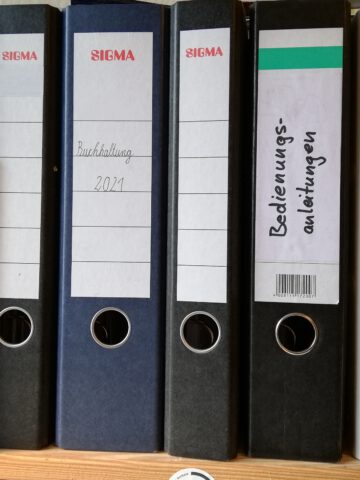 SIGMA
SIGMA
Buchhaltung
2021
SIGMA
Bedienungs-
anleitungen